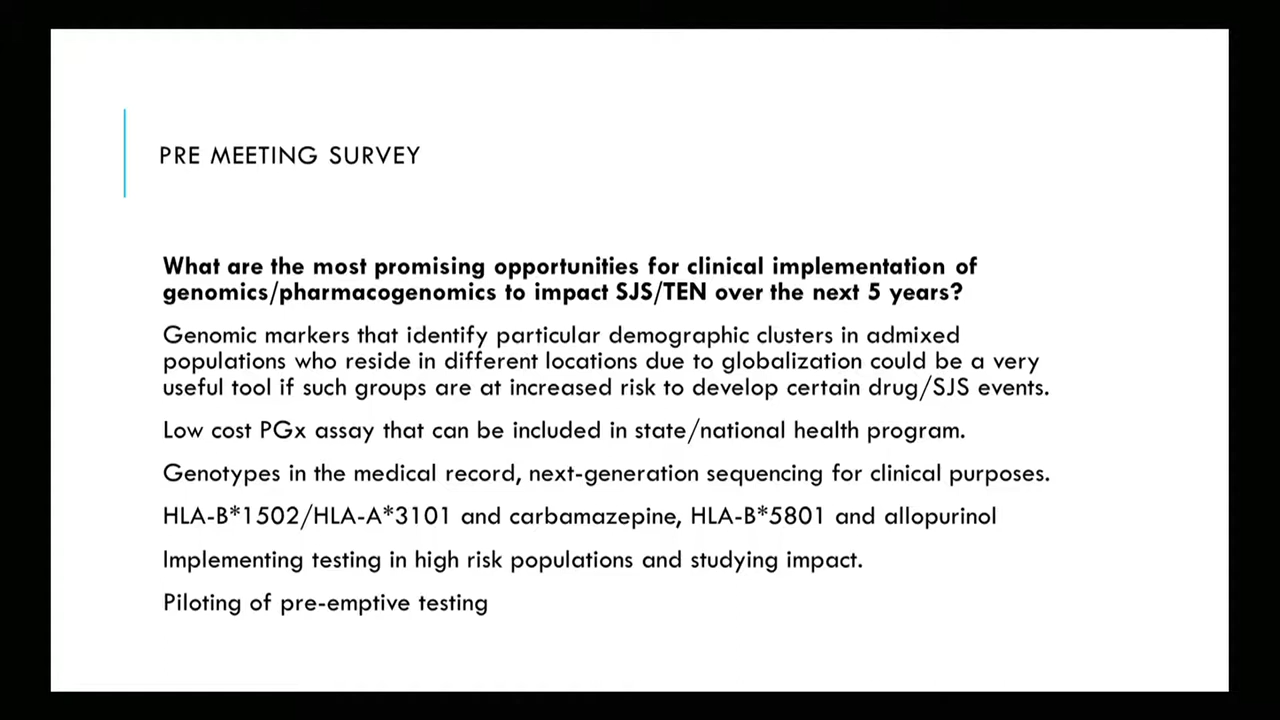 PRE MEETING SURVEY
What are the most promising opportunities for clinical implementation of
genomics/pharmacogenomics to impact SJS/TEN over the next 5 years?
Genomic markers that identify particular demographic clusters in admixed
populations who reside in different locations due to globalization could be a very
useful tool if such groups are at increased risk to develop certain drug/SJS events.
Low cost PGx assay that can be included in state/national health program.
Genotypes in the medical record, next-generation sequencing for clinical purposes.
HLA-B*1502/HLA-A*3101 and carbamazepine, HLA-B*5801 and allopurinol
Implementing testing in high risk populations and studying impact.
Piloting of pre-emptive testing